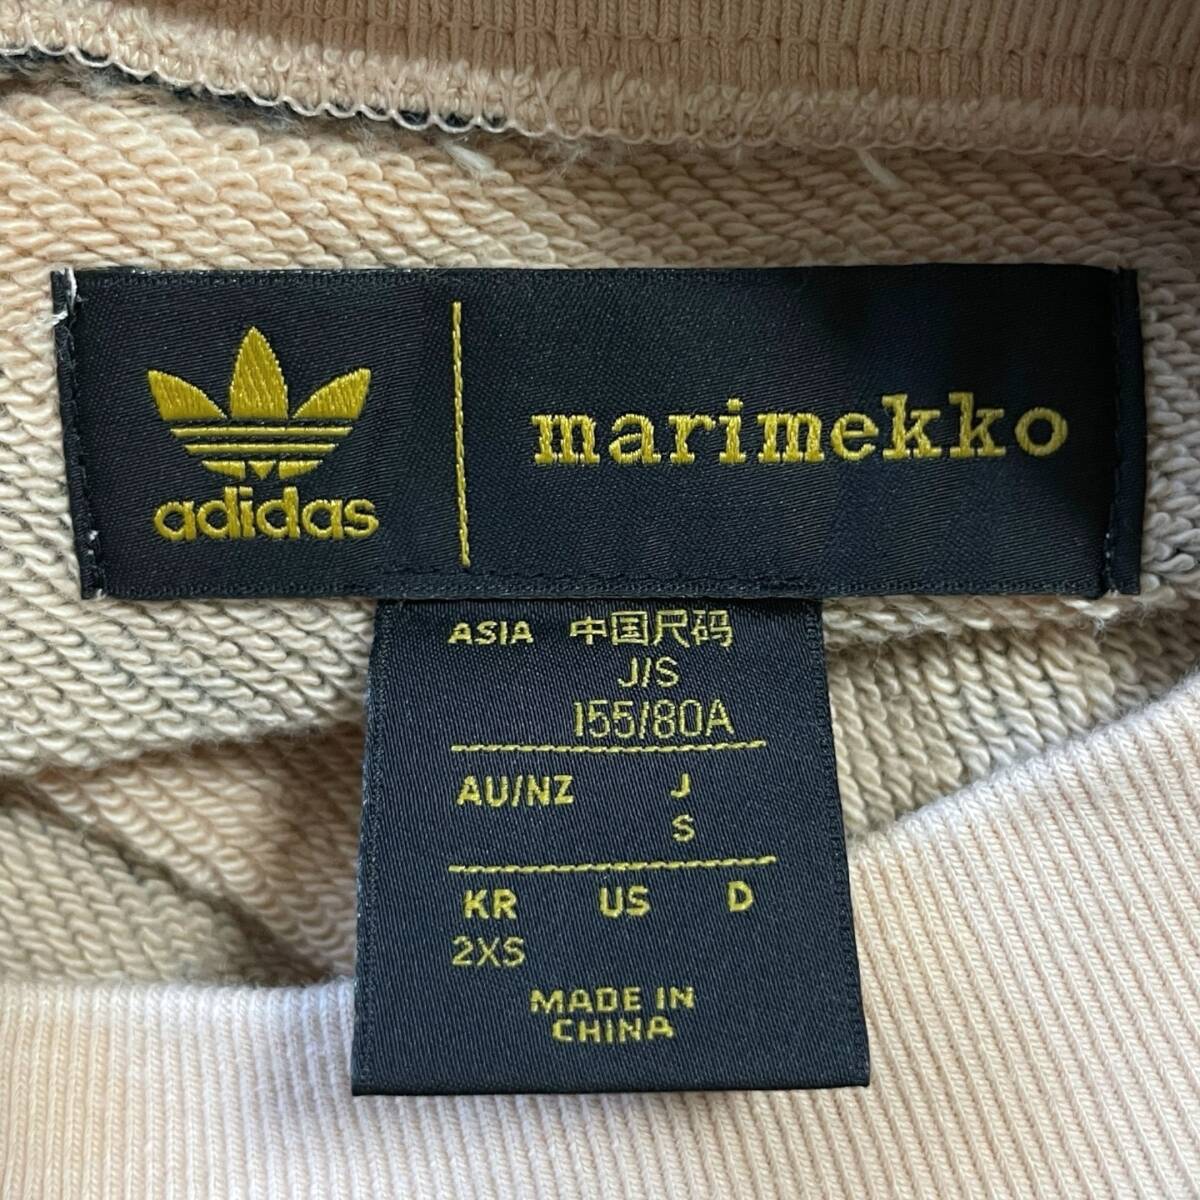 adidas
marimekko
ASIA 中国尺码
J/S
155/80A
AU/NZ J
S
KR US D
2XS
MADE IN
CHINA